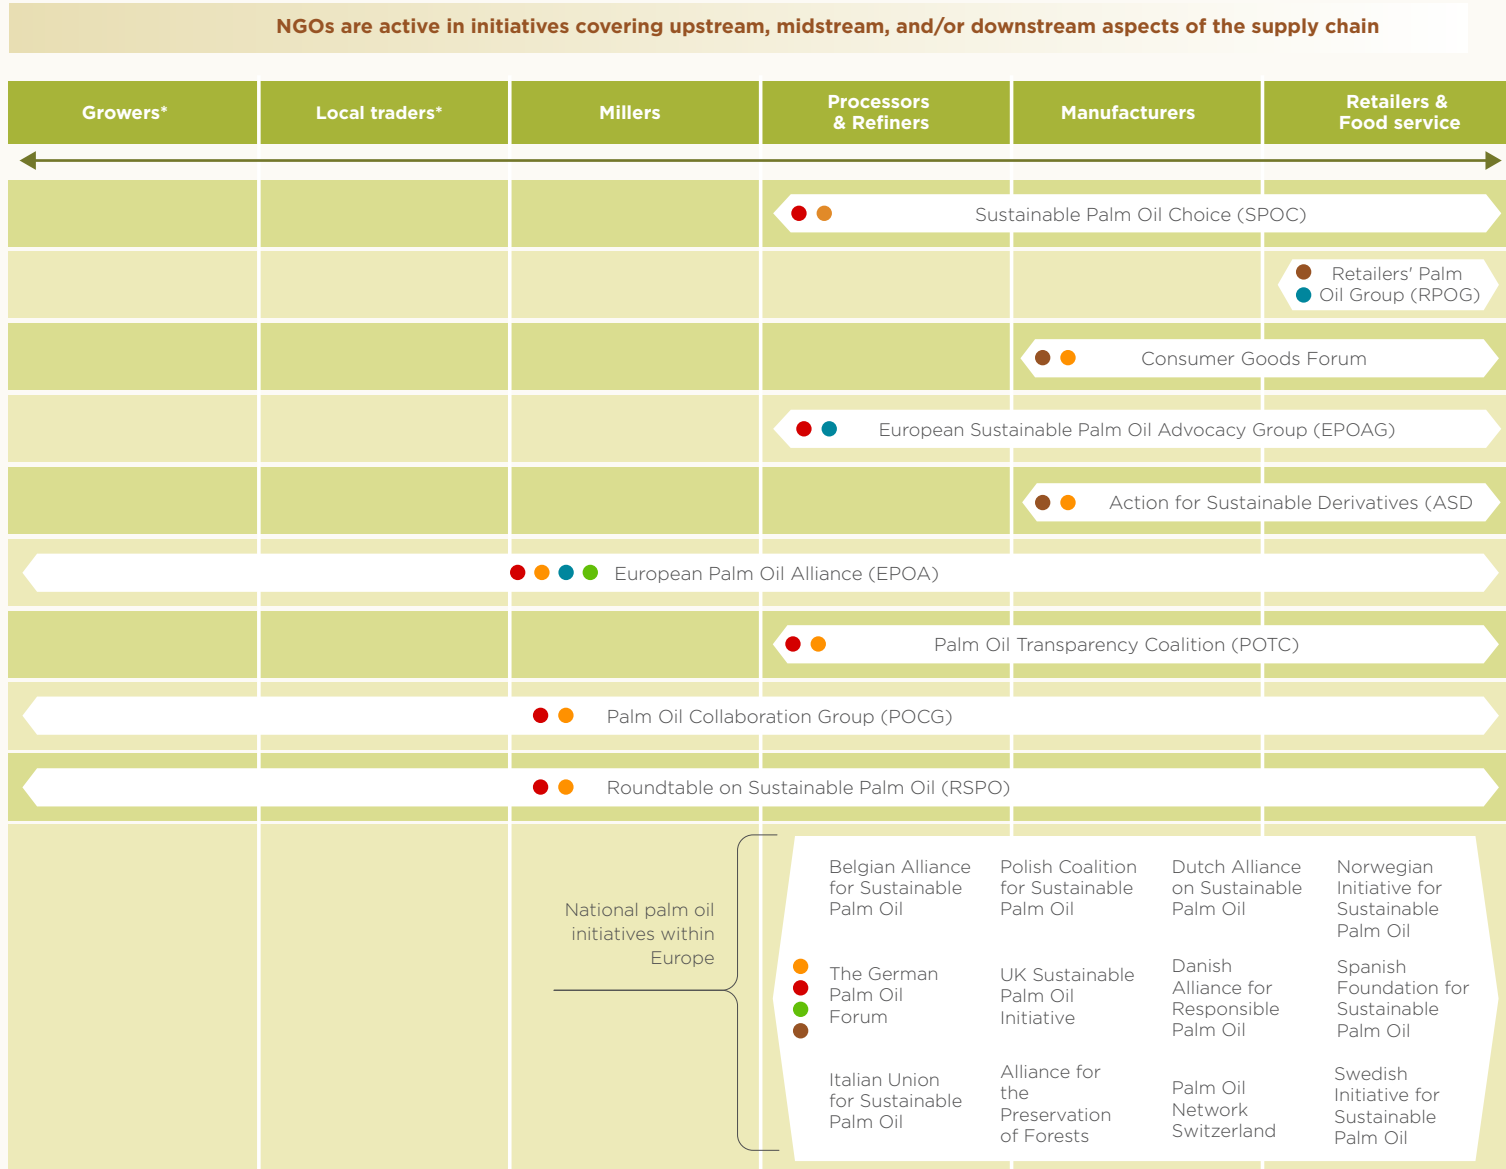 NGOs are active in initiatives covering upstream, midstream, and/or downstream aspects of the supply chain
Growers*
Local traders*
Millers
Processors
& Refiners
Manufacturers
Retailers &
Food service
Sustainable Palm Oil Choice (SPOC)
Retailers' Palm
Oil Group (RPOG)
Consumer Goods Forum
European Sustainable Palm Oil Advocacy Group (EPOAG)
Action for Sustainable Derivatives (ASD
European Palm Oil Alliance (EPOA)
Palm Oil Transparency Coalition (POTC)
Palm Oil Collaboration Group (POCG)
Roundtable on Sustainable Palm Oil (RSPO)
National palm oil
initiatives within
Europe
Belgian Alliance
for Sustainable
Palm Oil
Polish Coalition
for Sustainable
Palm Oil
Dutch Alliance
on Sustainable
Palm Oil
Norwegian
Initiative for
Sustainable
Palm Oil
The German
Palm Oil
Forum
UK Sustainable
Palm Oil
Initiative
Danish
Alliance for
Responsible
Palm Oil
Spanish
Foundation for
Sustainable
Palm Oil
Italian Union
for Sustainable
Palm Oil
Alliance for
the
Preservation
of Forests
Palm Oil
Network
Switzerland
Swedish
Initiative for
Sustainable
Palm Oil